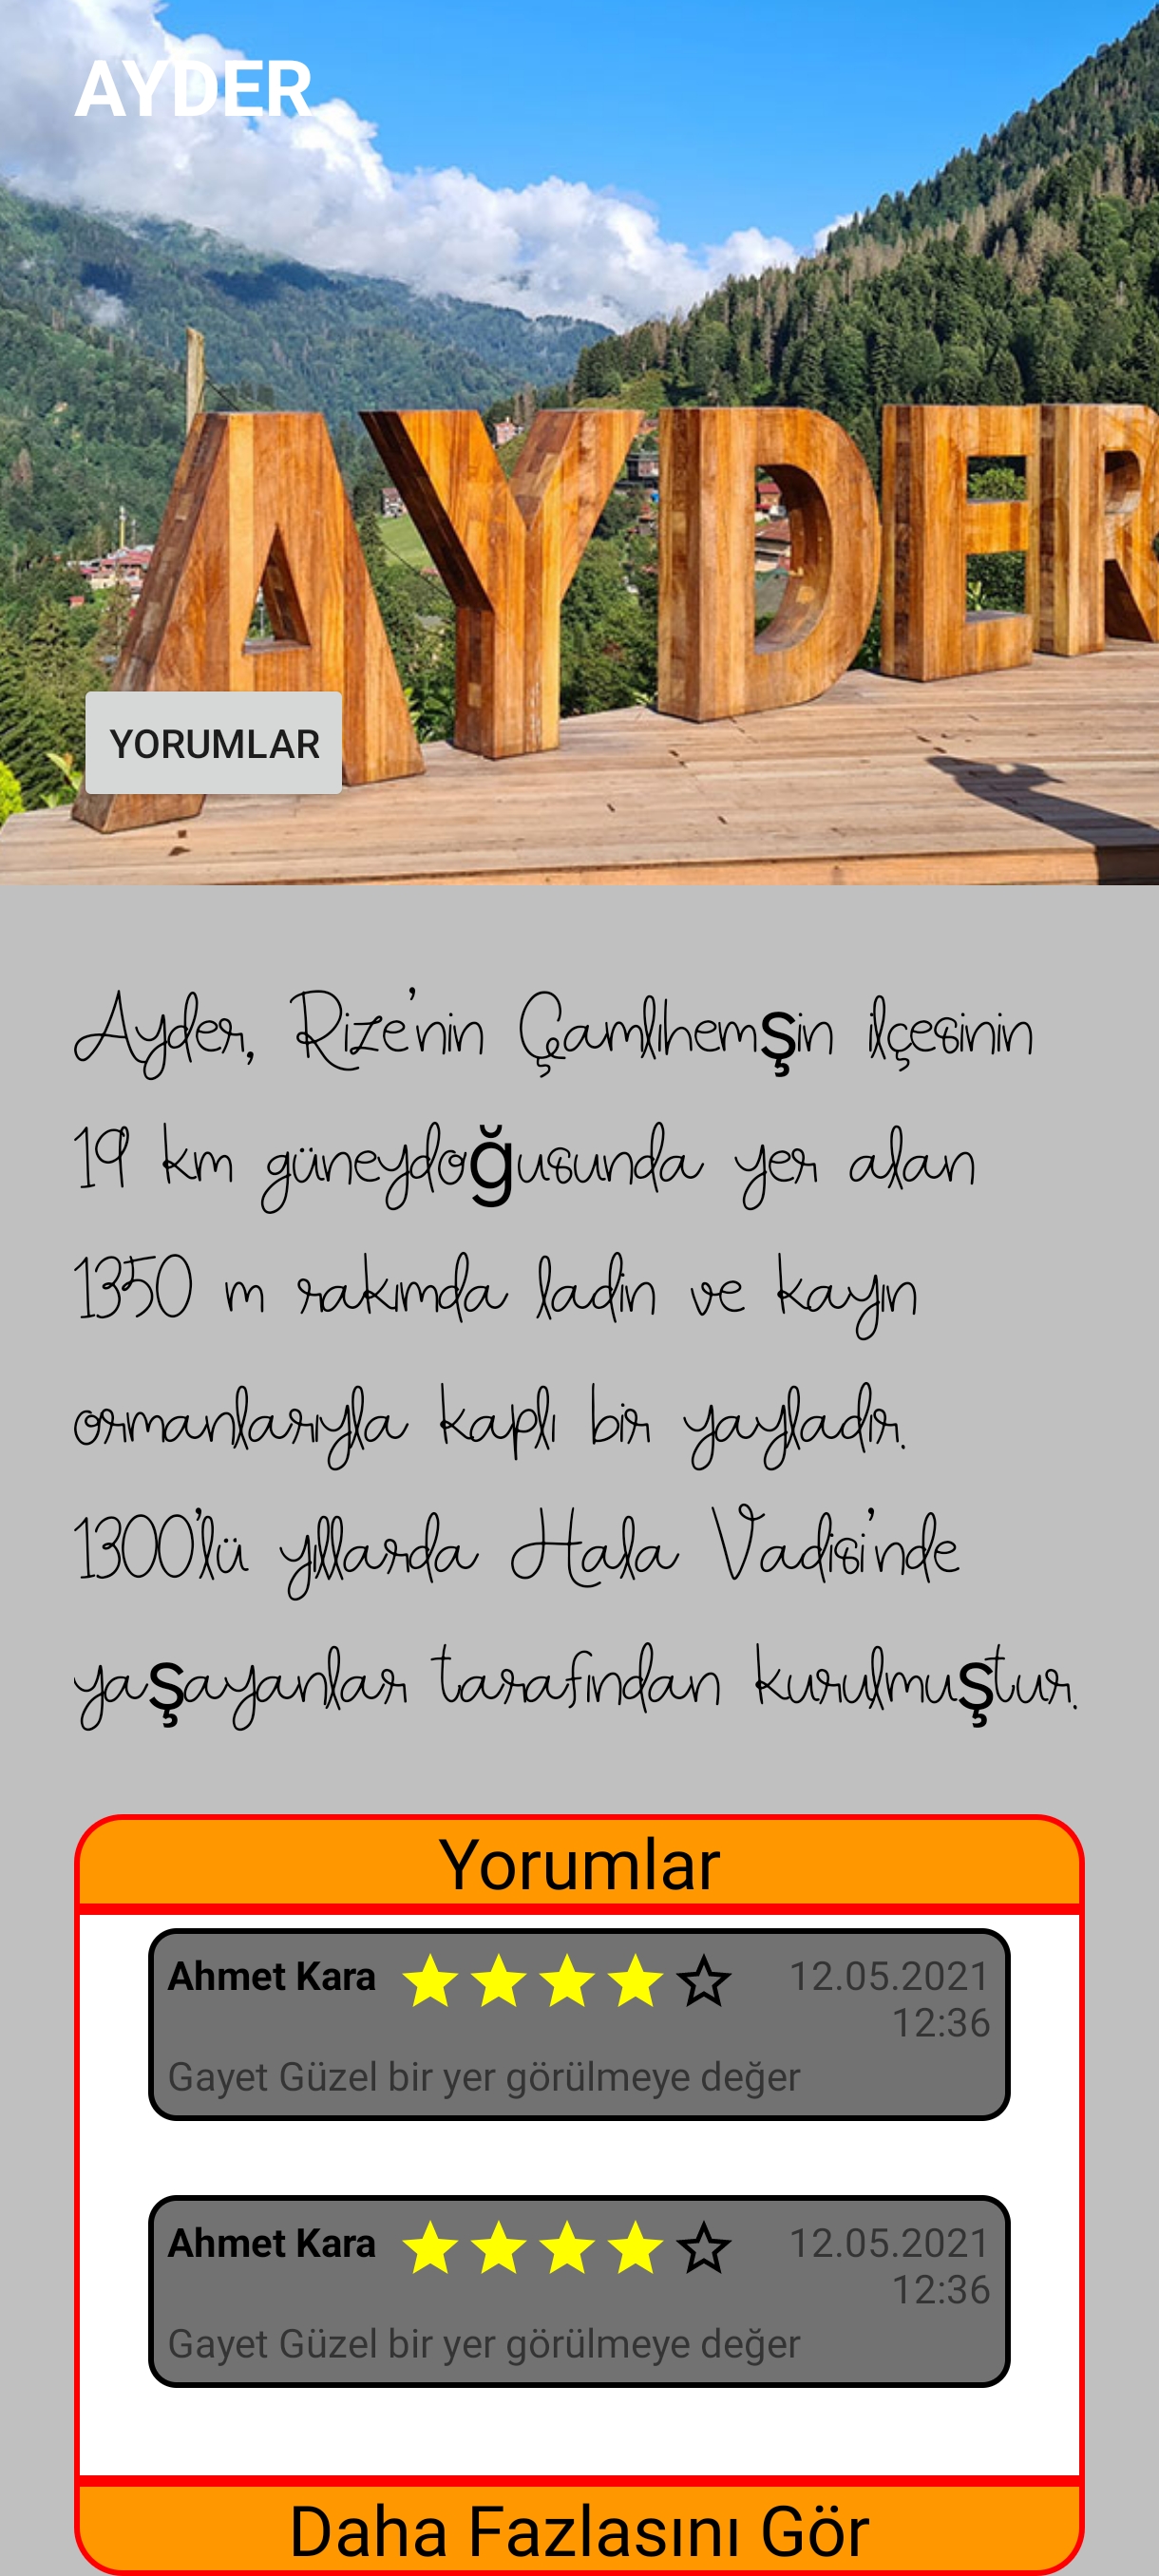 AYDER
AYDER
YORUMLAR
Ayder, Rize'nin Çamlıhemşin ilçesinin
19 km güneydoğusunda yer alan
1350 m rakımda ladin ve kayın
ormanlarıyla kaplı bir yayladır.
1300'lü yıllarda Hala Vadisi'nde
yaşayanlar tarafından kurulmuştur.
Yorumlar
Ahmet Kara 12.05.2021
12:36
Gayet Güzel bir yer görülmeye değer
Ahmet Kara 12.05.2021
12:36
Gayet Güzel bir yer görülmeye değer
Daha Fazlasını Gör